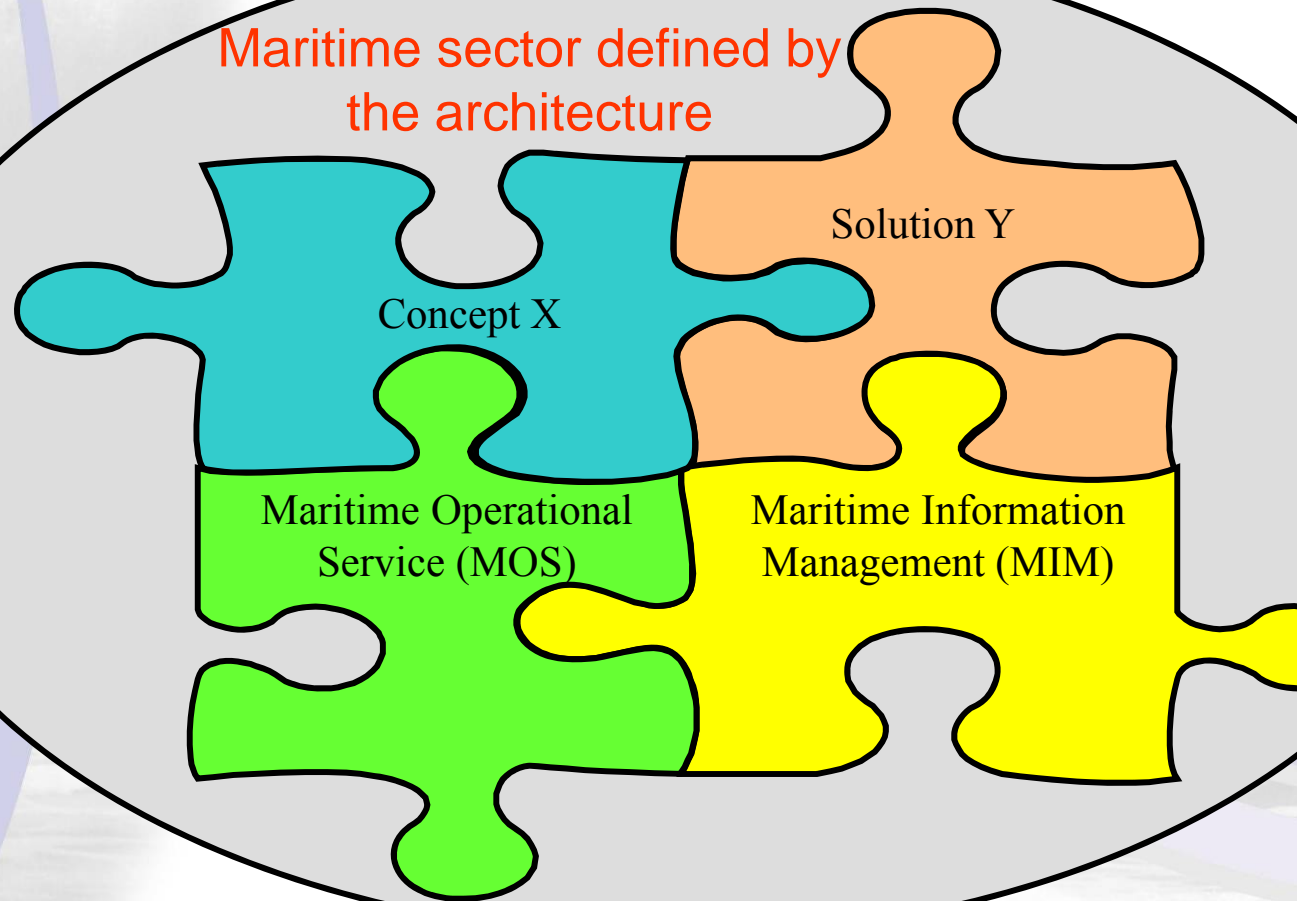 Maritime sector defined by
the architecture
Solution Y
Concept X
Maritime Operational
Service (MOS)
Maritime Information
Management (MIM)